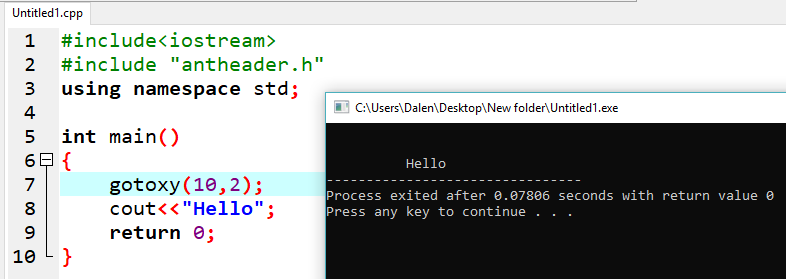 Untitled1.cpp
1 #include<iostream>
2 #include "antheader.h"
3 using namespace std;
4
5 int main()
6 {
7 gotoxy(10,2);
8 cout<<"Hello";
9 return 0;
10 }
C:\Users\Dalen\Desktop\New folder\Untitled1.exe
Hello
--------------------------------
Process exited after 0.07806 seconds with return value 0
Press any key to continue . . .